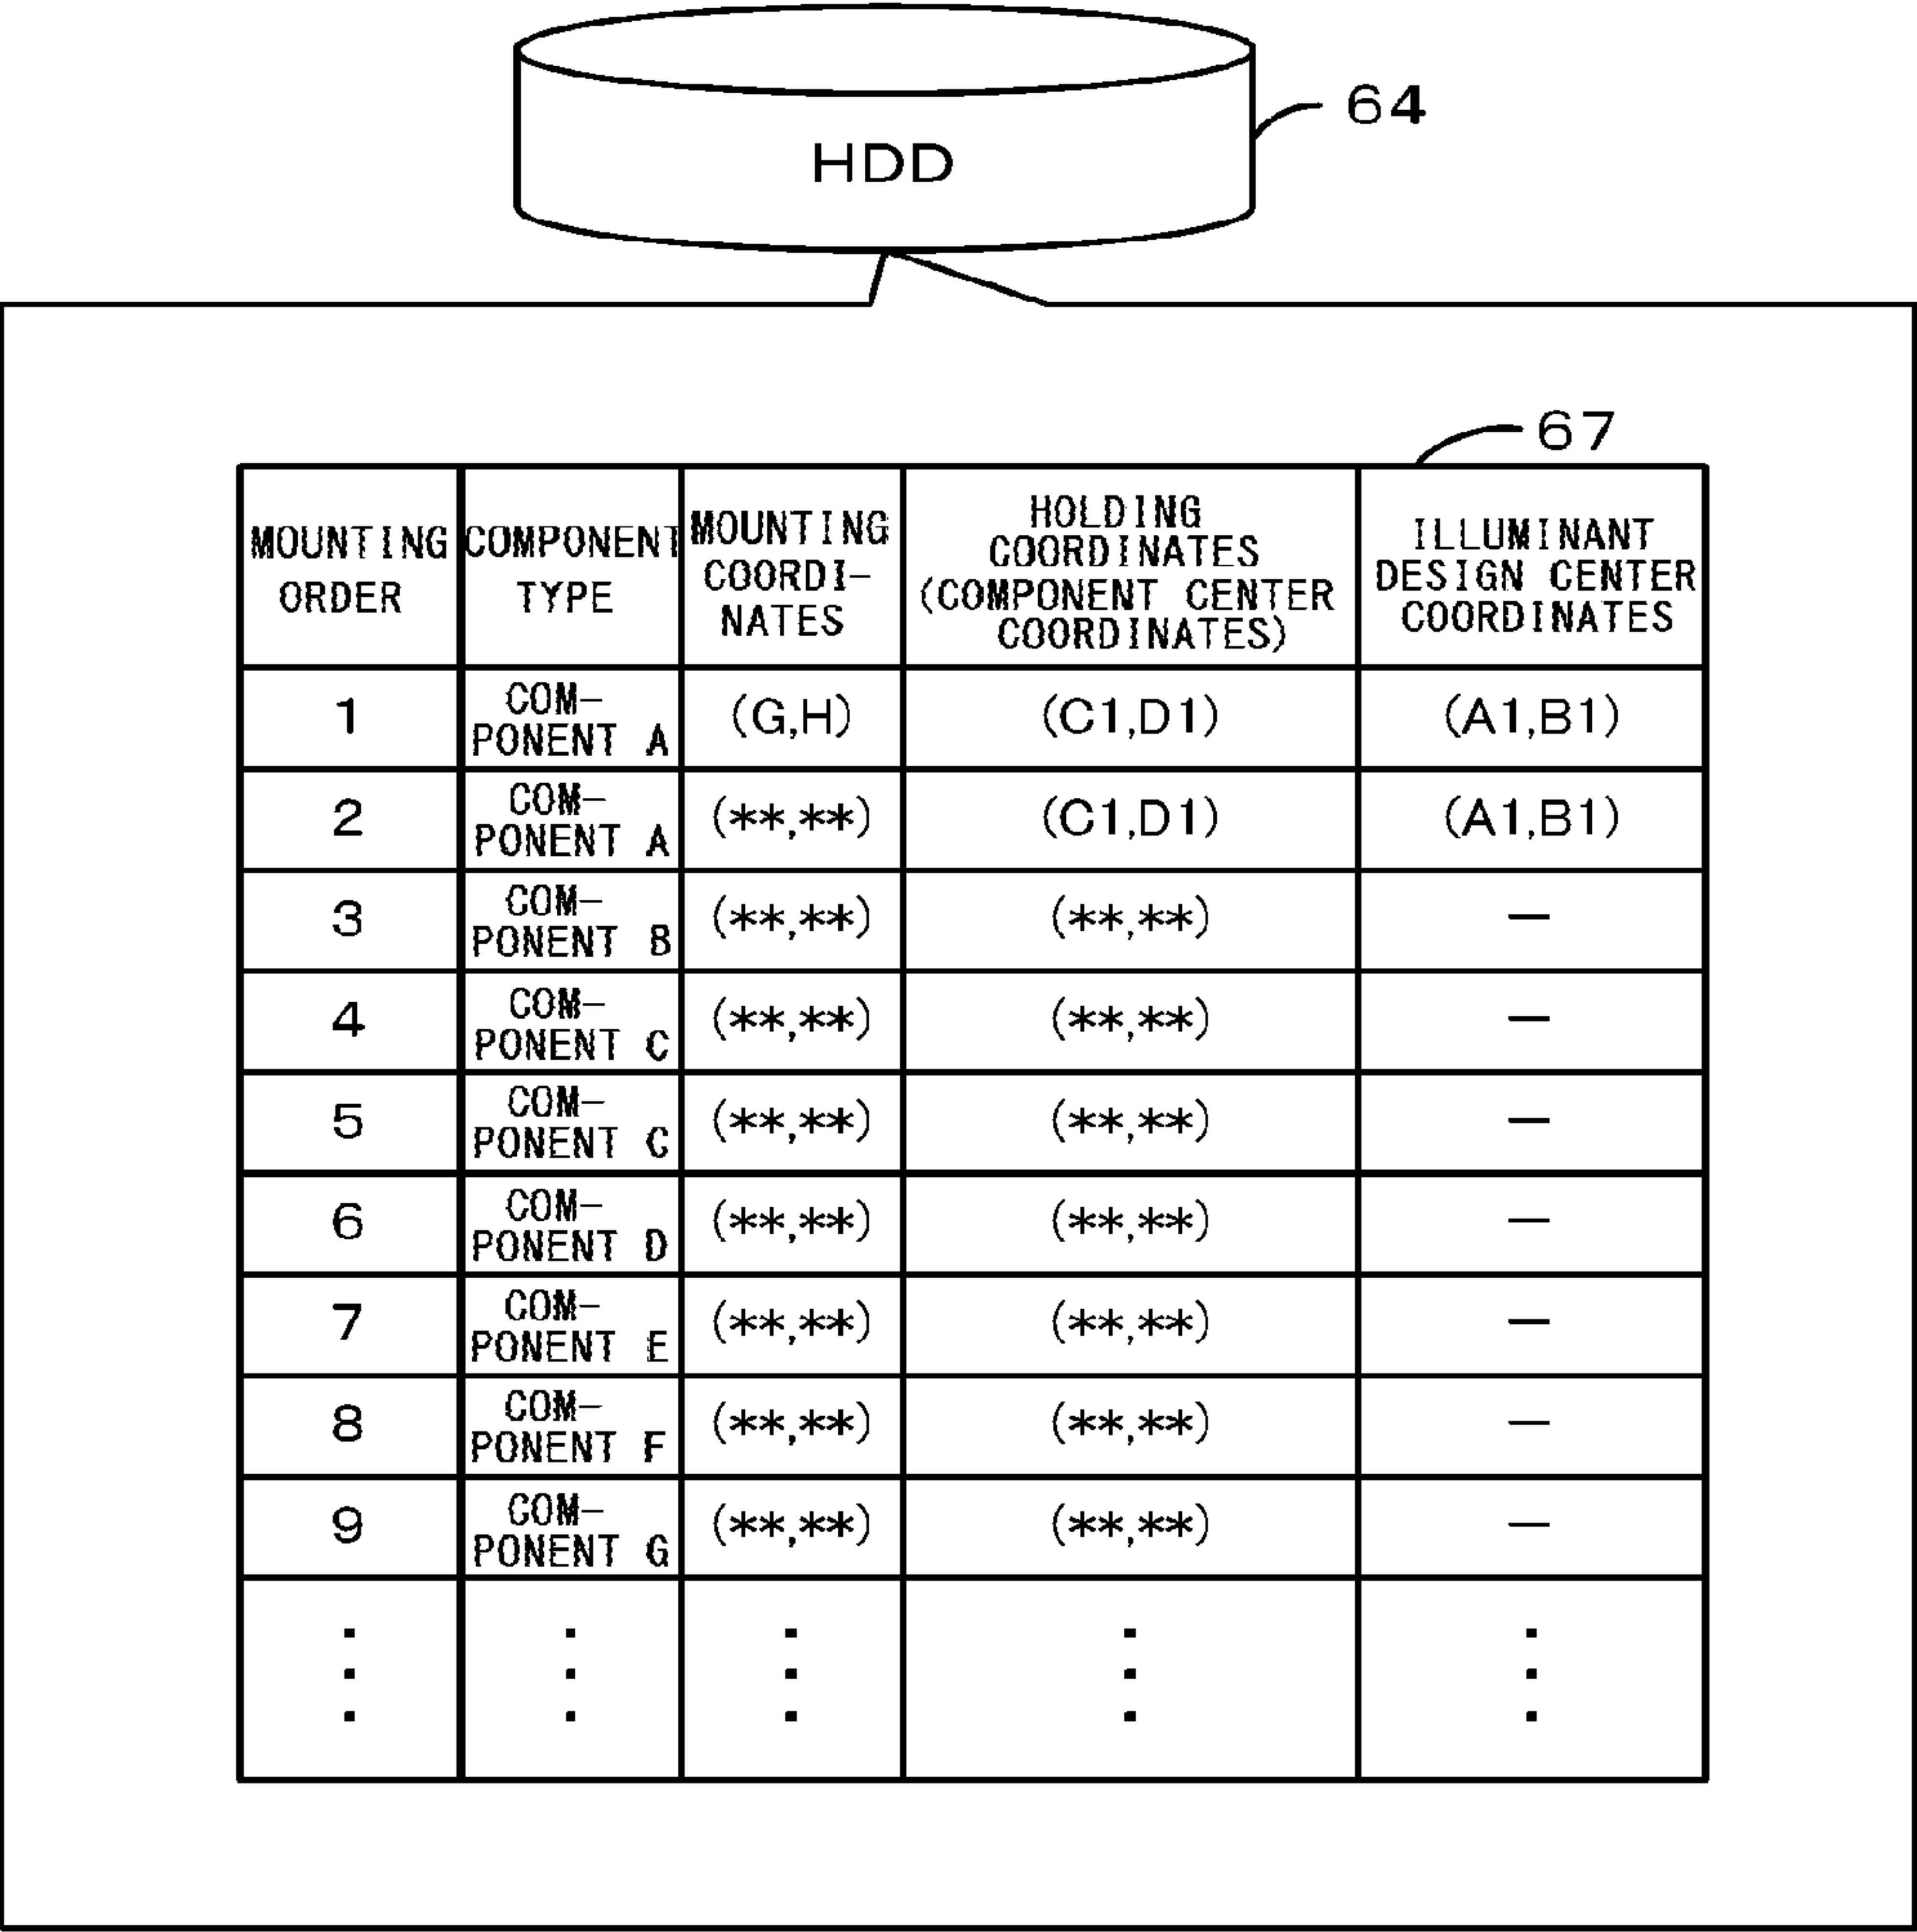 64
HDD
67
MOUNTING
ORDER
COMPONENT
TYPE
MOUNTING
COORDI-
NATES
HOLDING
COORDINATES
(COMPONENT CENTER
COORDINATES)
ILLUMINANT
DESIGN CENTER
COORDINATES
1
COM-
PONENT A
(G,H)
(C1,D1)
(A1,B1)
2
COM-
PONENT A
(**,**)
(C1,D1)
(A1,B1)
3
COM-
PONENT B
(**,**)
(**,**)
—
4
COM-
PONENT C
(**,**)
(**,**)
—
5
COM-
PONENT C
(**,**)
(**,**)
—
6
COM-
PONENT D
(**,**)
(**,**)
—
7
COM-
PONENT E
(**,**)
(**,**)
—
8
COM-
PONENT F
(**,**)
(**,**)
—
9
COM-
PONENT G
(**,**)
(**,**)
—